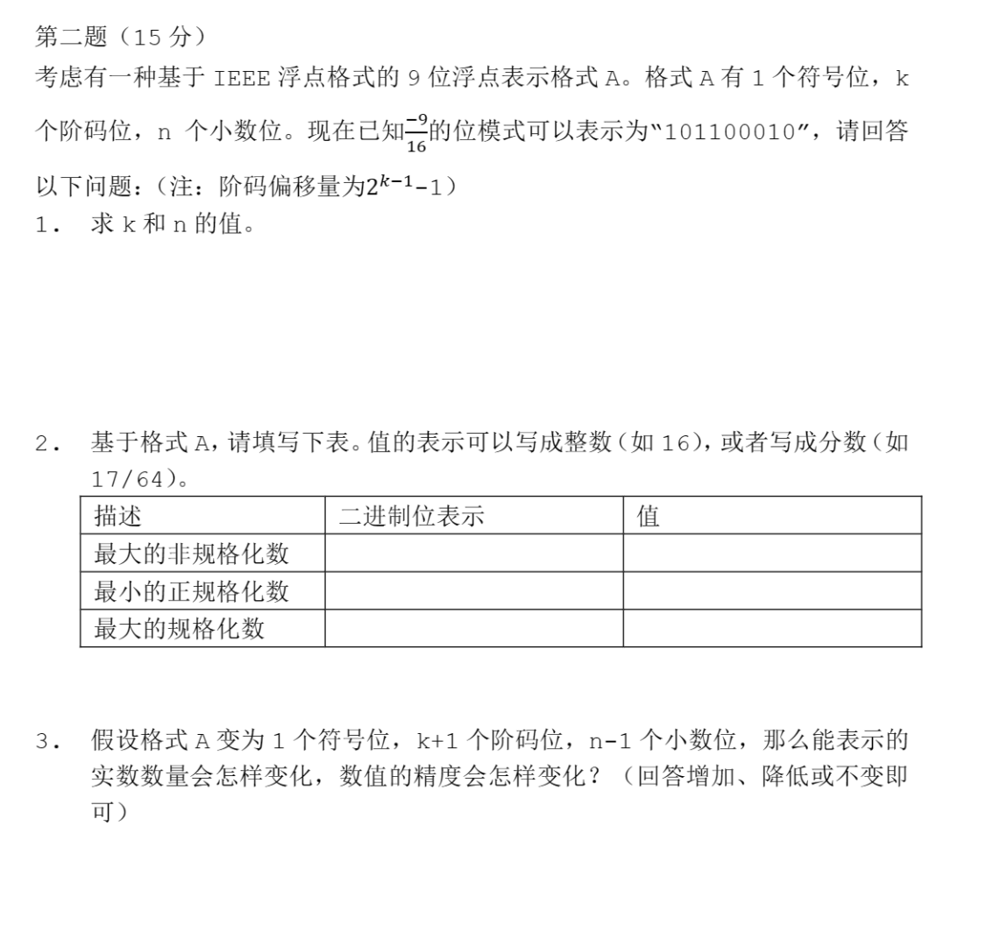 第二题（15 分）
考虑有一种基于 IEEE 浮点格式的 9 位浮点表示格式 A。格式 A 有 1 个符号位，k
个阶码位，n 个小数位。现在已知−9/16的位模式可以表示为“101100010”，请回答
以下问题：（注：阶码偏移量为2^{k−1}-1）
1. 求 k 和 n 的值。
2. 基于格式 A，请填写下表。值的表示可以写成整数（如 16），或者写成分数（如
17/64）。
描述 二进制位表示 值
最大的非规格化数
最小的正规格化数
最大的规格化数
3. 假设格式 A 变为 1 个符号位，k+1 个阶码位，n-1 个小数位，那么能表示的
实数数量会怎样变化，数值的精度会怎样变化？（回答增加、降低或不变即
可）